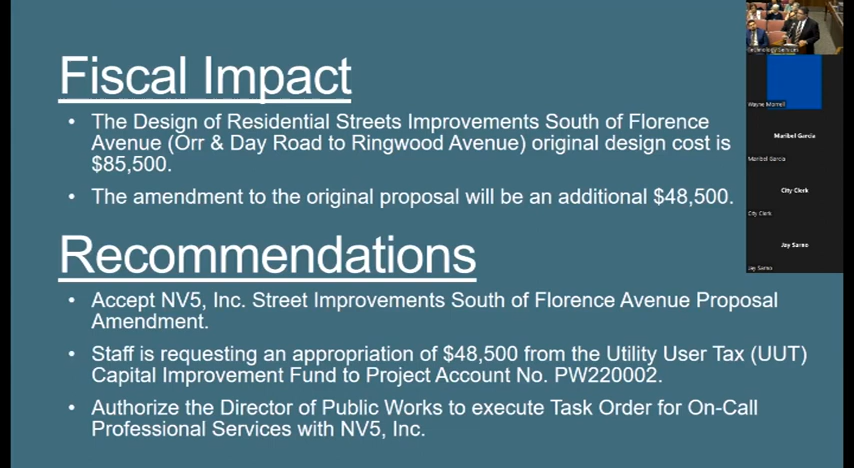 Fiscal Impact
• The Design of Residential Streets Improvements South of Florence
Avenue (Orr & Day Road to Ringwood Avenue) original design cost is
$85,500.
• The amendment to the original proposal will be an additional $48,500.
Recommendations
• Accept NV5, Inc. Street Improvements South of Florence Avenue Proposal
Amendment.
• Staff is requesting an appropriation of $48,500 from the Utility User Tax (UUT)
Capital Improvement Fund to Project Account No. PW220002.
• Authorize the Director of Public Works to execute Task Order for On-Call
Professional Services with NV5, Inc.
Technology Services
Wayne Morrell
Maribel Garcia
Maribel Garcia
City Clerk
City Clerk
Jay Sarno
Jay Sarno